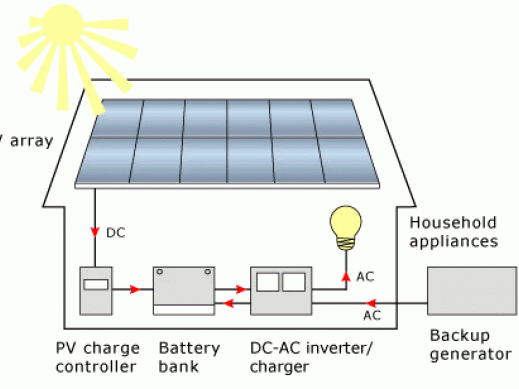 array
DC
Household
appliances
AC
AC
PV charge
controller
Battery
bank
DC-AC inverter/
charger
Backup
generator